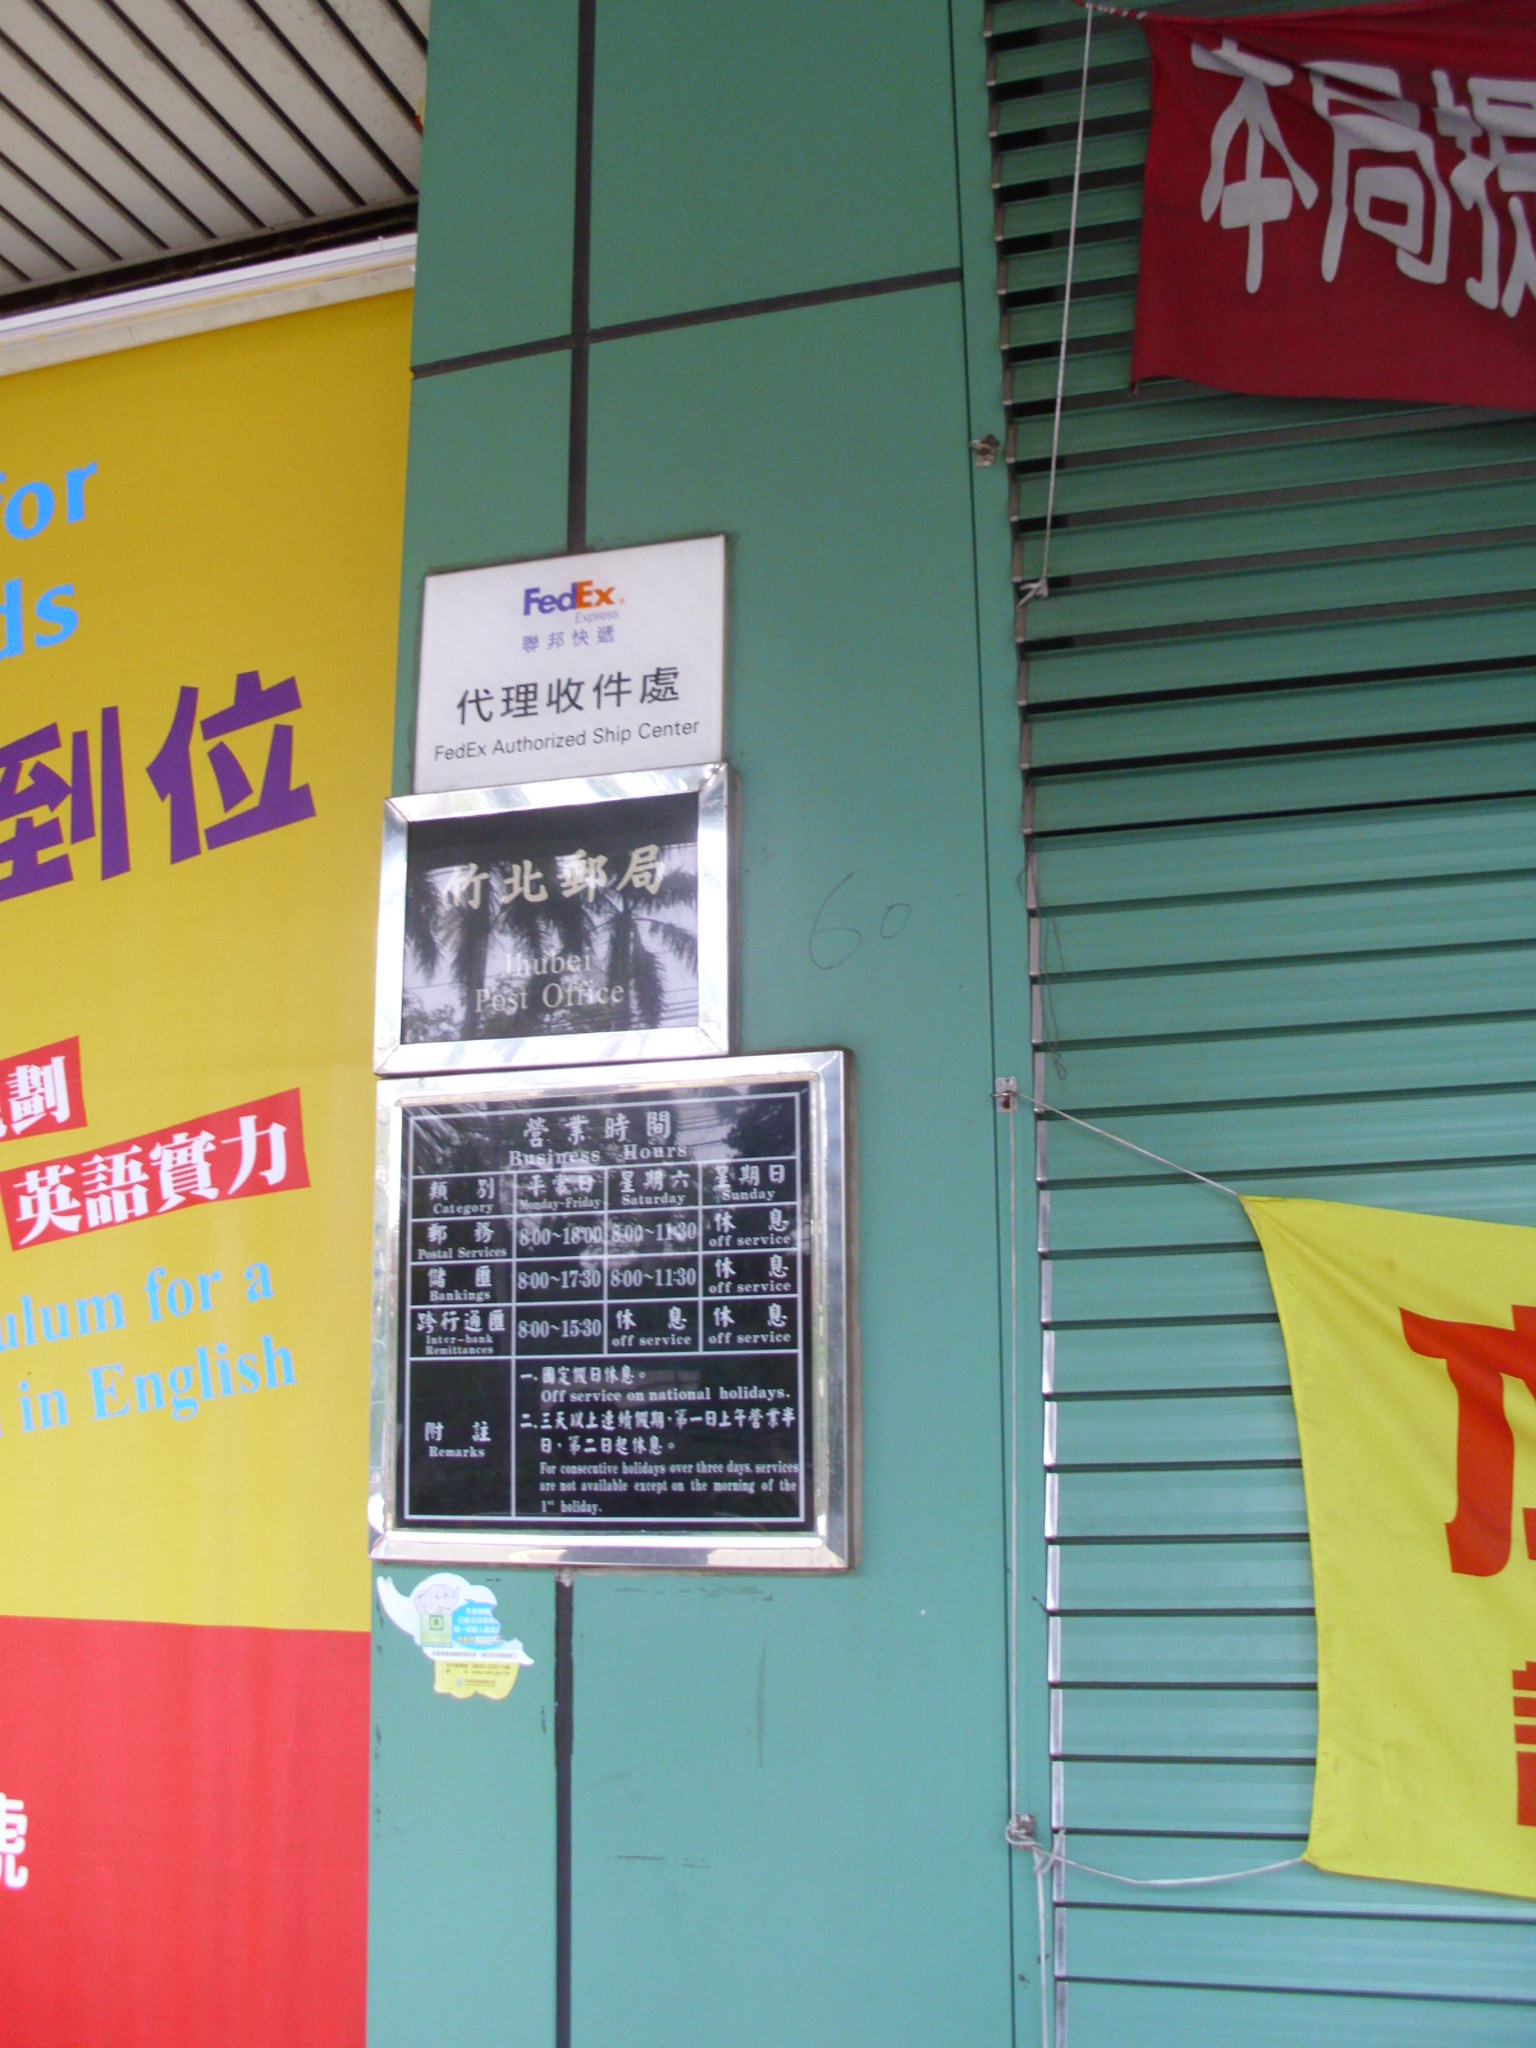 for
ds
到位
劃
英語實力
ulum for a
in English
號
FedEx
Express
聯邦快遞
代理收件處
FedEx Authorized Ship Center
竹北郵局
Jhubei
Post Office
營業時間
Business Hours
類別 平常日 星期六 星期日
Category Monday-Friday Saturday Sunday
郵務 8:00~18:00 8:00~11:30 休息
Postal Services off service
儲匯 8:00~17:30 8:00~11:30 休息
Bankings off service
跨行通匯 8:00~15:30 休息 休息
Inter-bank off service off service
Remittances
附註
Remarks
一.國定假日休息。
Off service on national holidays.
二.三天以上連續假期,第一日上午營業半
日,第二日起休息。
For consecutive holidays over three days, services
are not available except on the morning of the
1st holiday.
60
本局提